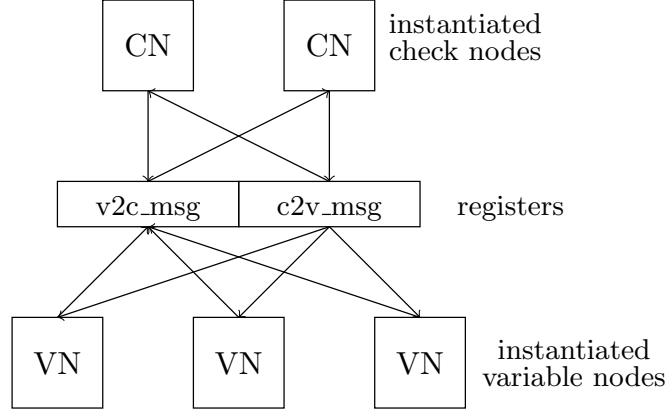 CN
CN
instantiated
check nodes
v2c_msg
c2v_msg
registers
VN
VN
VN
instantiated
variable nodes